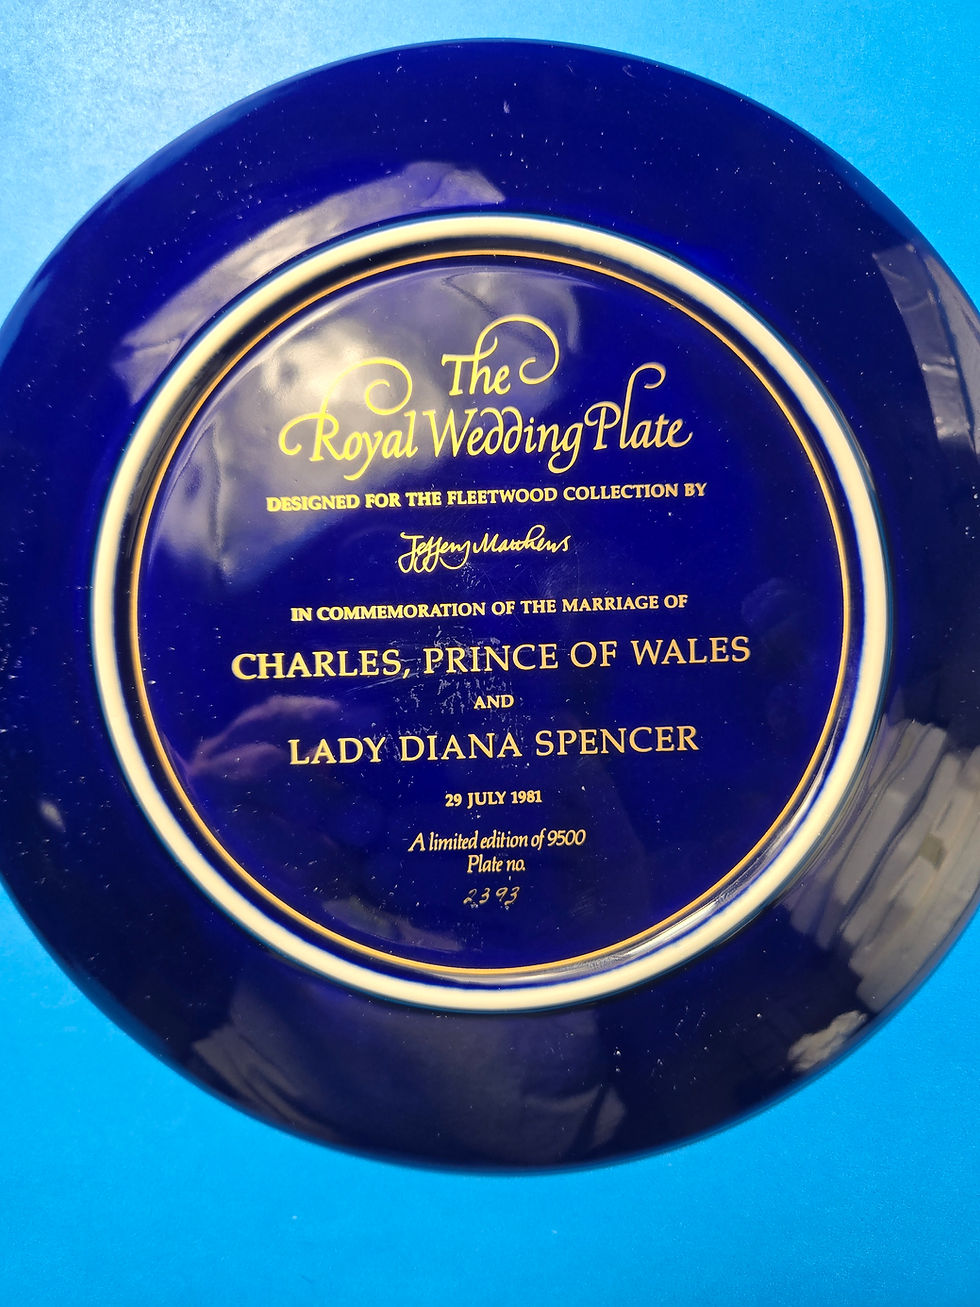 The
Royal Wedding Plate
DESIGNED FOR THE FLEETWOOD COLLECTION BY
Jeffery Matthews
IN COMMEMORATION OF THE MARRIAGE OF
CHARLES, PRINCE OF WALES
AND
LADY DIANA SPENCER
29 JULY 1981
A limited edition of 9500
Plate no.
2393